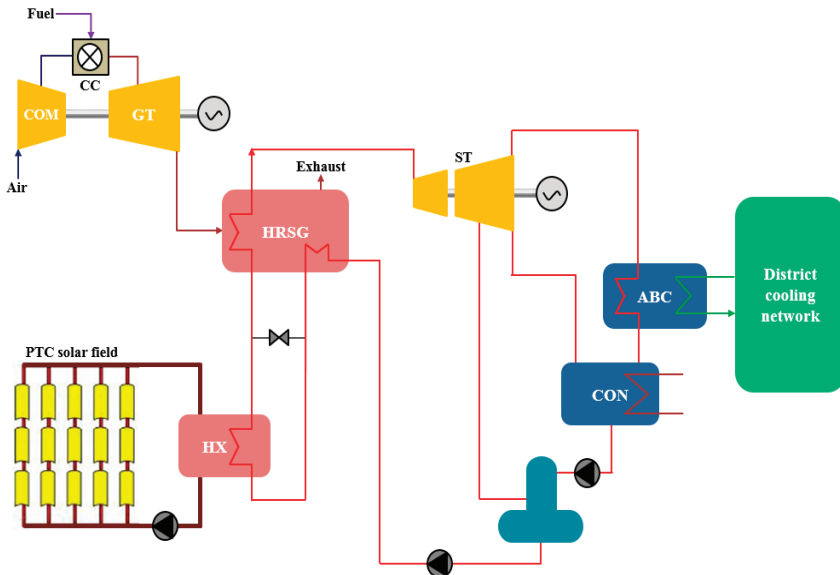 Fuel
CC
COM
GT
Air
ST
Exhaust
HRSG
ABC
District
cooling
network
PTC solar field
HX
CON